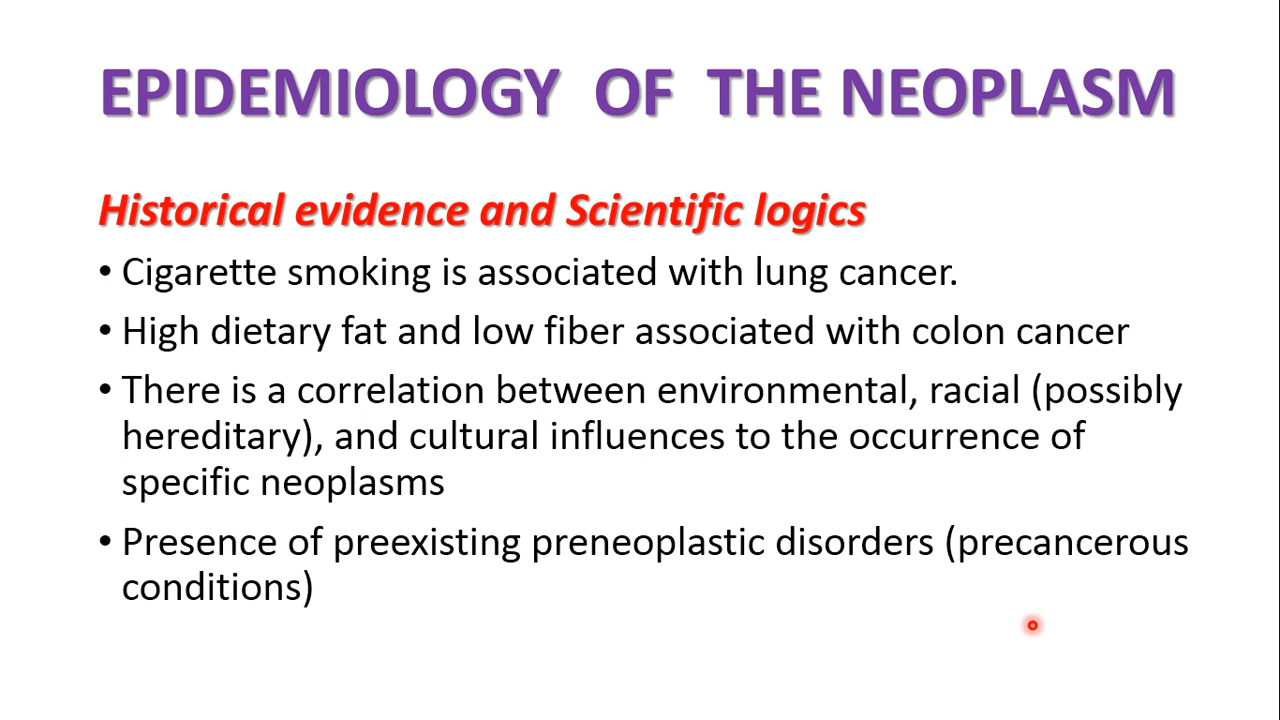 EPIDEMIOLOGY OF THE NEOPLASM
Historical evidence and Scientific logics
• Cigarette smoking is associated with lung cancer.
• High dietary fat and low fiber associated with colon cancer
• There is a correlation between environmental, racial (possibly
hereditary), and cultural influences to the occurrence of
specific neoplasms
• Presence of preexisting preneoplastic disorders (precancerous
conditions)